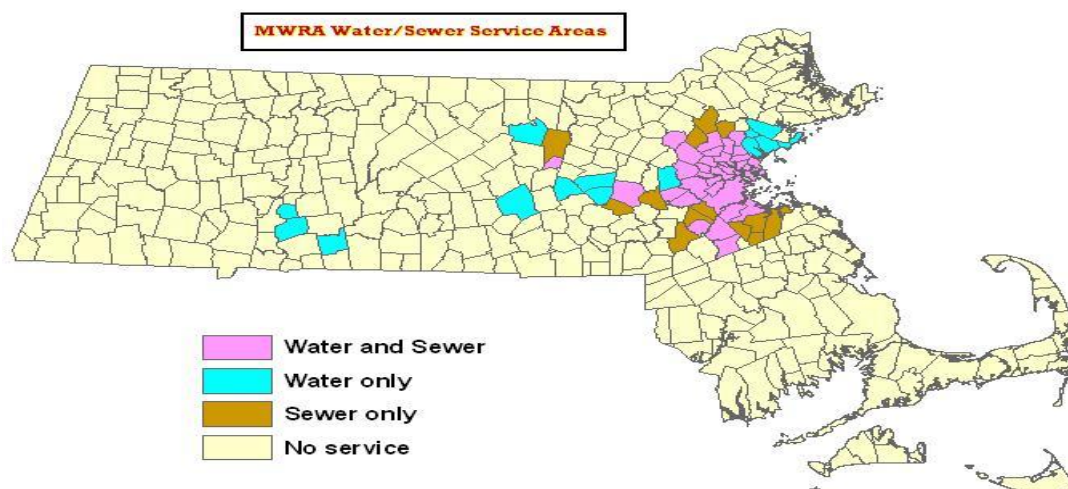 MWRA Water/Sewer Service Areas
Water and Sewer
Water only
Sewer only
No service